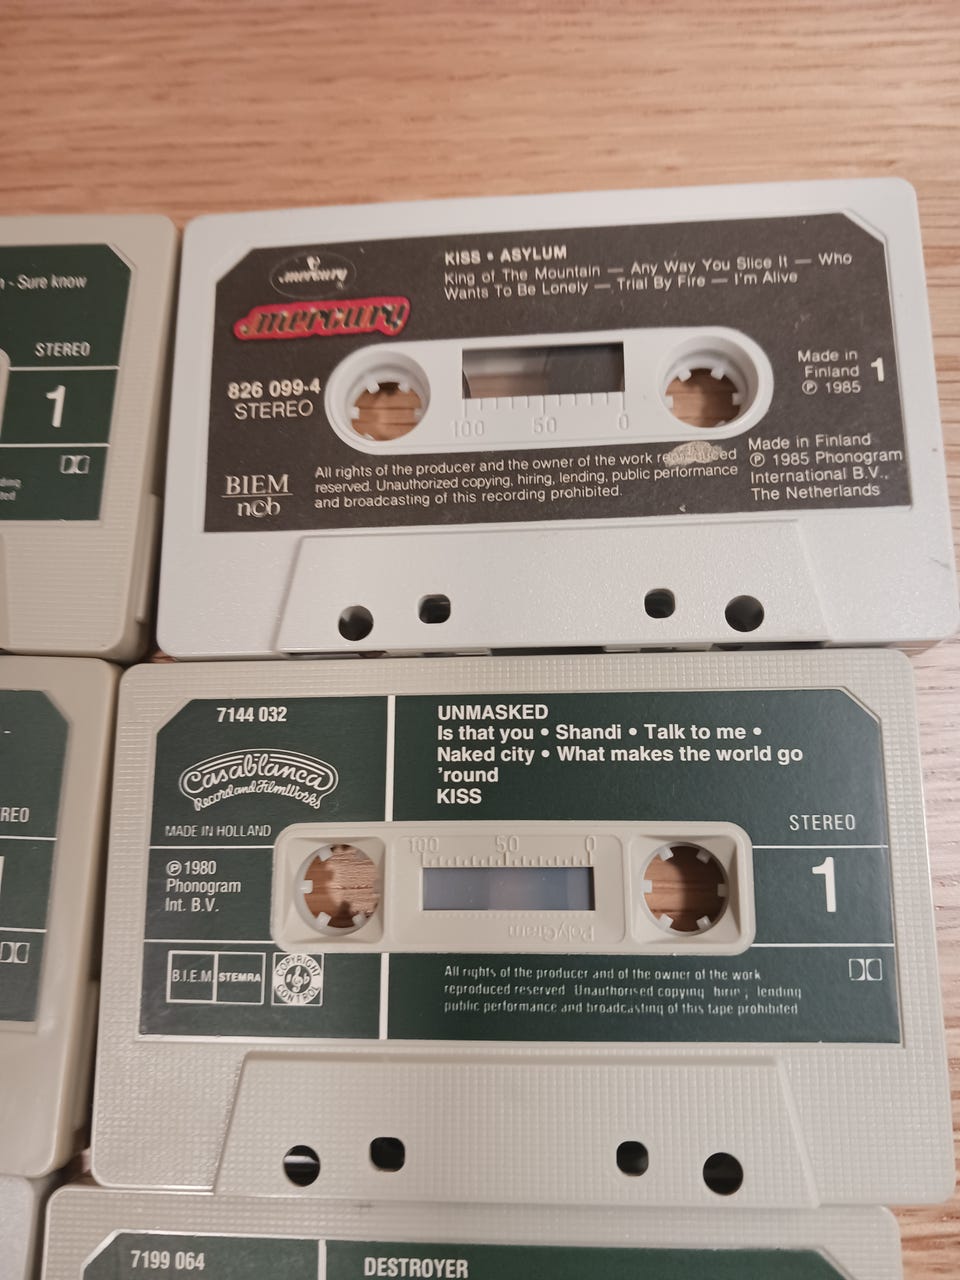 - Sure know
STEREO
1
mercury
mercury
KISS • ASYLUM
King of The Mountain — Any Way You Slice It — Who
Wants To Be Lonely — Trial By Fire — I'm Alive
826 099-4
STEREO
100 50 0
Made in
Finland
℗ 1985
1
BIEM
ncb
All rights of the producer and the owner of the work reproduced
reserved. Unauthorized copying, hiring, lending, public performance
and broadcasting of this recording prohibited.
Made in Finland
℗ 1985 Phonogram
International B.V.,
The Netherlands
7144 032
Casablanca
Record and FilmWorks
MADE IN HOLLAND
℗ 1980
Phonogram
Int. B.V.
B.I.E.M. STEMRA
COPYRIGHT CONTROL
UNMASKED
Is that you • Shandi • Talk to me •
Naked city • What makes the world go
'round
KISS
100 50 0
PolyGram
STEREO
1
All rights of the producer and of the owner of the work
reproduced reserved. Unauthorised copying, hiring, lending
public performance and broadcasting of this tape prohibited
7199 064
DESTROYER